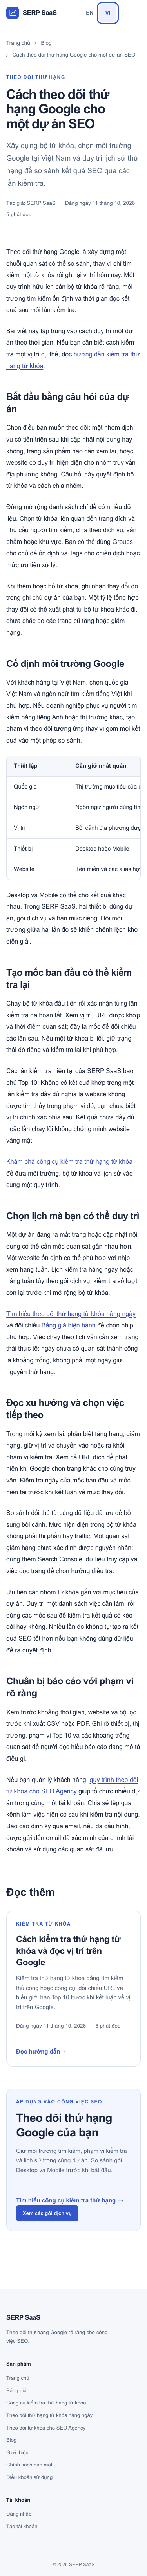 SERP SaaS
EN
VI
Trang chủ / Blog
/ Cách theo dõi thứ hạng Google cho một dự án SEO
THEO DÕI THỨ HẠNG
Cách theo dõi thứ
hạng Google cho
một dự án SEO
Xây dựng bộ từ khóa, chọn môi trường
Google tại Việt Nam và duy trì lịch sử thứ
hạng để so sánh kết quả SEO qua các
lần kiểm tra.
Tác giả: SERP SaaS Đăng ngày 11 tháng 10, 2026
5 phút đọc
Theo dõi thứ hạng Google là xây dựng một
chuỗi quan sát có thể so sánh, thay vì chỉ tìm
kiếm một từ khóa rồi ghi lại vị trí hôm nay. Một
quy trình hữu ích cần bộ từ khóa rõ ràng, môi
trường tìm kiếm ổn định và thời gian đọc kết
quả sau mỗi lần kiểm tra.
Bài viết này tập trung vào cách duy trì một dự
án theo thời gian. Nếu bạn cần biết cách kiểm
tra một vị trí cụ thể, đọc hướng dẫn kiểm tra thứ
hạng từ khóa.
Bắt đầu bằng câu hỏi của dự
án
Chọn điều bạn muốn theo dõi: một nhóm dịch
vụ có tiến triển sau khi cập nhật nội dung hay
không, trang sản phẩm nào cần xem lại, hoặc
website có duy trì hiện diện cho nhóm truy vấn
địa phương không. Câu hỏi này quyết định bộ
từ khóa và cách chia nhóm.
Đừng mở rộng danh sách chỉ để có nhiều dữ
liệu. Chọn từ khóa liên quan đến trang đích và
nhu cầu người tìm kiếm; chia theo dịch vụ, sản
phẩm hoặc khu vực. Bạn có thể dùng Groups
cho chủ đề ổn định và Tags cho chiến dịch hoặc
mức ưu tiên xử lý.
Khi thêm hoặc bỏ từ khóa, ghi nhận thay đổi đó
trong ghi chú dự án của bạn. Một tỷ lệ tổng hợp
có thể đổi vì tập kết quả phát từ bộ từ khóa khác đi,
chưa chắc do các trang cũ tăng hoặc giảm
hạng.
Cố định môi trường Google
Với khách hàng tại Việt Nam, chọn quốc gia
Việt Nam và ngôn ngữ tìm kiếm tiếng Việt khi
phù hợp. Nếu doanh nghiệp phục vụ người tìm
kiếm bằng tiếng Anh hoặc thị trường khác, tạo
phạm vi theo dõi tương ứng thay vì gom mọi kết
quả vào một phép so sánh.
Thiết lập Cần giữ nhất quán
Quốc gia
Ngôn ngữ
Vị trí
Thiết bị Desktop hoặc Mobile
Website
Desktop và Mobile có thể cho kết quả khác
nhau. Trong SERP SaaS, hai thiết bị dùng dự
án, gói dịch vụ và hạn mức riêng. Đổi môi
trường giữa hai lần đo sẽ khiến chênh lệch khó
diễn giải.
Tạo mốc ban đầu có thể kiểm
tra lại
Chạy bộ từ khóa đầu tiên rồi xác nhận từng lần
kiểm tra đã hoàn tất. Xem vị trí, URL được khớp
và thời điểm quan sát; đây là mốc để đối chiếu
các lần sau. Nếu một từ khóa bị lỗi, giữ trạng
thái đó riêng và kiểm tra lại khi phù hợp.
Các lần kiểm tra hiện tại của SERP SaaS bao
phủ Top 10. Không có kết quả khớp trong một
lần kiểm tra đầy đủ nghĩa là website không
được tìm thấy trong phạm vi đó; bạn chưa biết
vị trí chính xác phía sau. Kết quả chưa đầy đủ
hoặc lần chạy lỗi không chứng minh website
vắng mặt.
Khám phá công cụ kiểm tra thứ hạng từ khóa
để đưa môi trường, bộ từ khóa và lịch sử vào
cùng một quy trình.
Chọn lịch mà bạn có thể duy trì
Một dự án đang ra mắt trang hoặc cập nhật nội
dung có thể cần mốc quan sát gần nhau hơn.
Một website ổn định có thể phù hợp với nhịp
xem hàng tuần. Lịch kiểm tra hàng ngày hoặc
hàng tuần theo gói dịch vụ; kiểm tra số lượt
còn lại trước khi mở rộng bộ từ khóa.
Tìm hiểu theo dõi thứ hạng từ khóa hàng ngày
và đối chiếu Bảng giá hiện hành để chọn nhịp
phù hợp. Việc chạy theo lịch vẫn cần xem trạng
thái thực tế: ngày chưa có quan sát thành công
là khoảng trống, không phải một ngày giữ
nguyên thứ hạng.
Đọc xu hướng và chọn việc
tiếp theo
Trong mỗi kỳ xem lại, phân biệt tăng hạng, giảm
hạng, giữ vị trí và chuyển vào hoặc ra khỏi
phạm vi kiểm tra. Xem cả URL đích để phát
hiện khi Google chọn trang khác cho cùng truy
vấn. Kiểm tra ngày của mốc ban đầu và mốc
hiện tại trước khi kết luận về mức thay đổi.
So sánh đổi thủ từ cùng dữ liệu đã lưu để bổ
sung bối cảnh. Mức hiện diện trong bộ từ khóa
không phải thị phần hay traffic. Một quan sát
giảm hạng chưa xác định được nguyên nhân;
dùng thêm Search Console, dữ liệu truy cập và
việc đọc trang để chọn hướng điều tra.
Ưu tiên các nhóm từ khóa gắn với mục tiêu của
dự án. Duy trì một danh sách việc cần làm, rồi
dùng các mốc sau để kiểm tra kết quả có kéo
dài hay không. Nhiều lần đo không tự tạo ra kết
quả SEO tốt hơn nếu bạn không dùng dữ liệu
để ra quyết định.
Chuẩn bị báo cáo với phạm vi
rõ ràng
Xem trước khoảng thời gian, website và bộ lọc
trước khi xuất CSV hoặc PDF. Ghi rõ thiết bị, thị
trường, phạm vi Top 10 và các khoảng trống
quan sát để người đọc hiểu báo cáo đang mô tả
điều gì.
Nếu bạn quản lý khách hàng, quy trình theo dõi
từ khóa cho SEO Agency giúp tổ chức nhiều dự
án trong cùng một tài khoản. Chia sẻ tệp qua
kênh làm việc hiện có sau khi kiểm tra nội dung.
Báo cáo định kỳ qua email, nếu đã cấu hình,
được gửi đến email đã xác minh của chính tài
khoản và sử dụng các quan sát đã lưu.
Đọc thêm
KIỂM TRA TỪ KHÓA
Cách kiểm tra thứ hạng từ
khóa và đọc vị trí trên
Google
Kiểm tra thứ hạng từ khóa bằng tìm kiếm
thủ công hoặc công cụ, đối chiếu URL và
hiểu giới hạn Top 10 trước khi kết luận về vị
trí trên Google.
Đăng ngày 11 tháng 10, 2026 5 phút đọc
Đọc hướng dẫn→
ÁP DỤNG VÀO CÔNG VIỆC SEO
Theo dõi thứ hạng
Google của bạn
Giữ môi trường tìm kiếm, phạm vi kiểm tra
và lịch sử trong cùng dự án. So sánh gói
Desktop và Mobile trước khi bắt đầu.
Tìm hiểu công cụ kiểm tra thứ hạng →
Xem các gói dịch vụ
SERP SaaS
Theo dõi thứ hạng Google rõ ràng cho công
việc SEO.
Sản phẩm
Trang chủ
Bảng giá
Công cụ kiểm tra thứ hạng từ khóa
Theo dõi thứ hạng từ khóa hàng ngày
Theo dõi từ khóa cho SEO Agency
Blog
Giới thiệu
Chính sách bảo mật
Điều khoản sử dụng
Tài khoản
Đăng nhập
Tạo tài khoản
© 2026 SERP SaaS